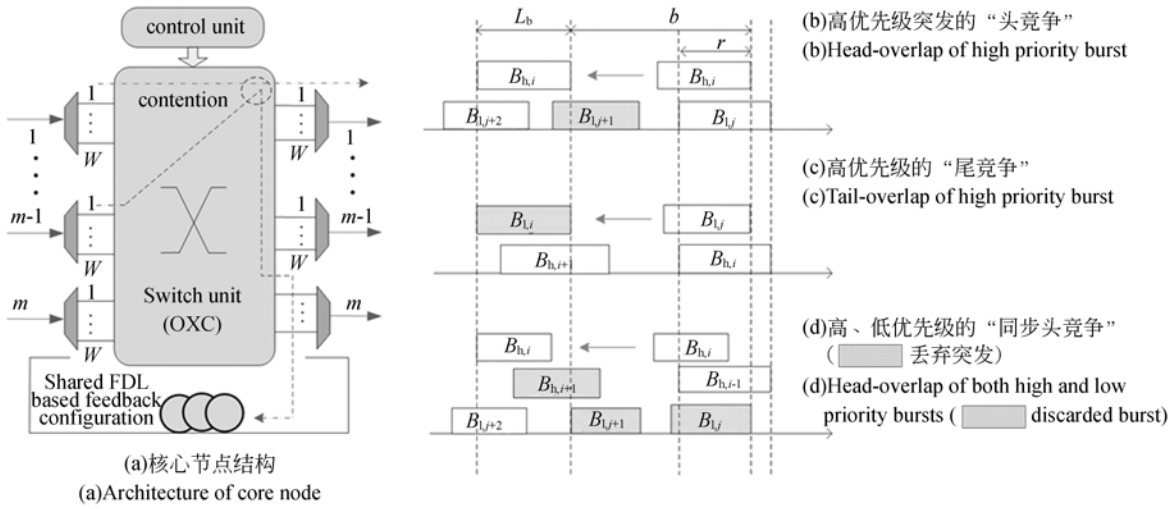 control unit
contention
1
W
1
W
1
1
m-1
1
W
1
W
m-1
m
1
W
m
Switch unit
(OXC)
Shared FDL
based feedback
configuration
(a)核心节点结构
(a)Architecture of core node
L_b
b
r
B_h,i
B_h,i
B_l,j+2
B_l,j+1
B_l,j
(b)高优先级突发的“头竞争”
(b)Head-overlap of high priority burst
B_l,i
B_l,j
B_h,i+1
B_h,i
(c)高优先级的“尾竞争”
(c)Tail-overlap of high priority burst
B_h,i
B_h,i
B_h,i+1
B_h,i-1
B_l,j+2
B_l,j+1
B_l,j
(d)高、低优先级的“同步头竞争”
( 丢弃突发)
(d)Head-overlap of both high and low
priority bursts ( discarded burst)